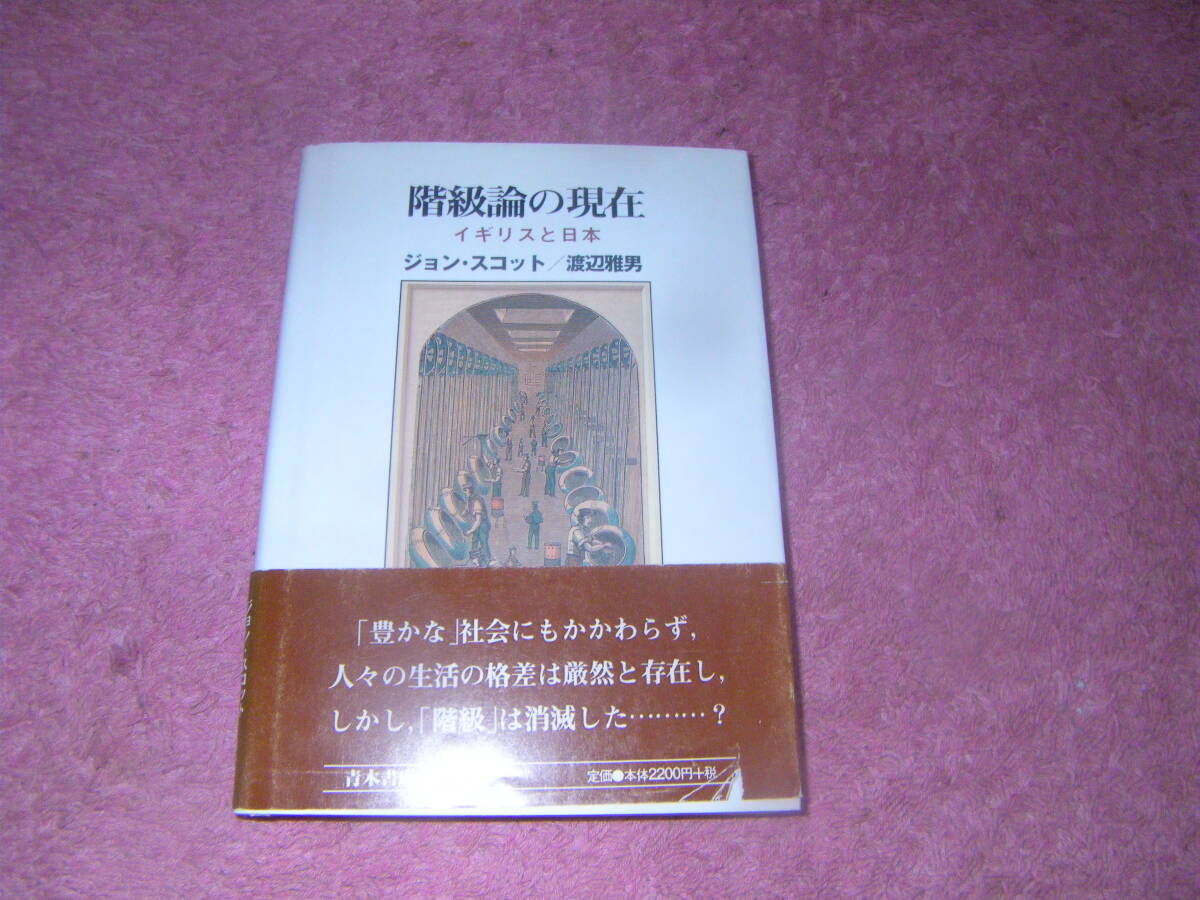 階級論の現在
イギリスと日本
ジョン・スコット／渡辺雅男
「豊かな」社会にもかかわらず，
人々の生活の格差は厳然と存在し，
しかし，「階級」は消滅した………？
青木書
定価●本体2200円+税